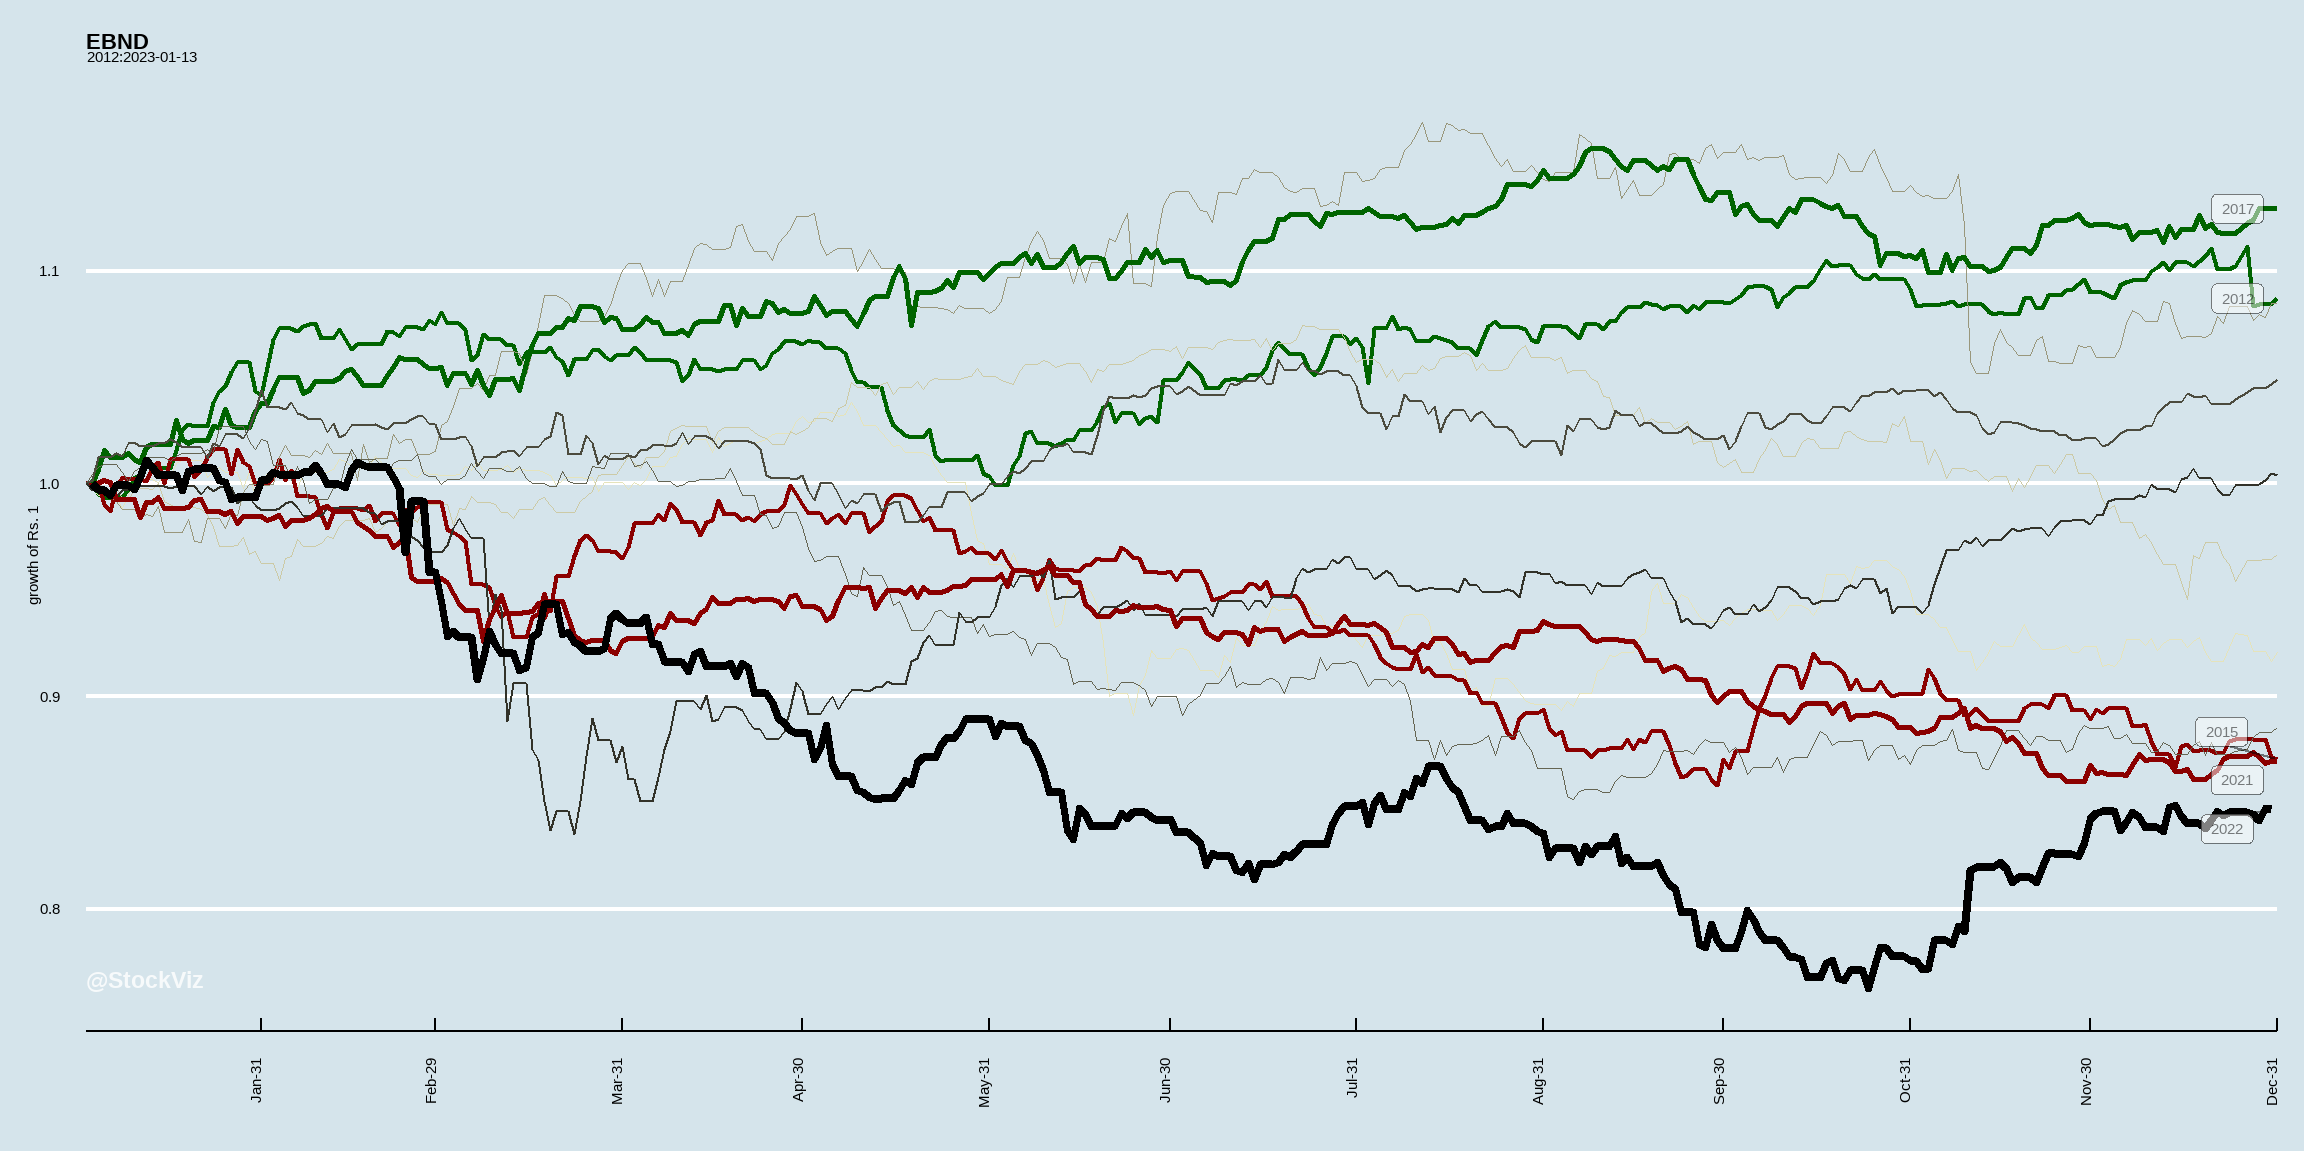 EBND
2012:2023-01-13
2017
1.1
2012
1.0
growth of Rs. 1
0.9
2015
2021
2022
0.8
@StockViz
Jan-31
Feb-29
Mar-31
Apr-30
May-31
Jun-30
Jul-31
Aug-31
Sep-30
Oct-31
Nov-30
Dec-31